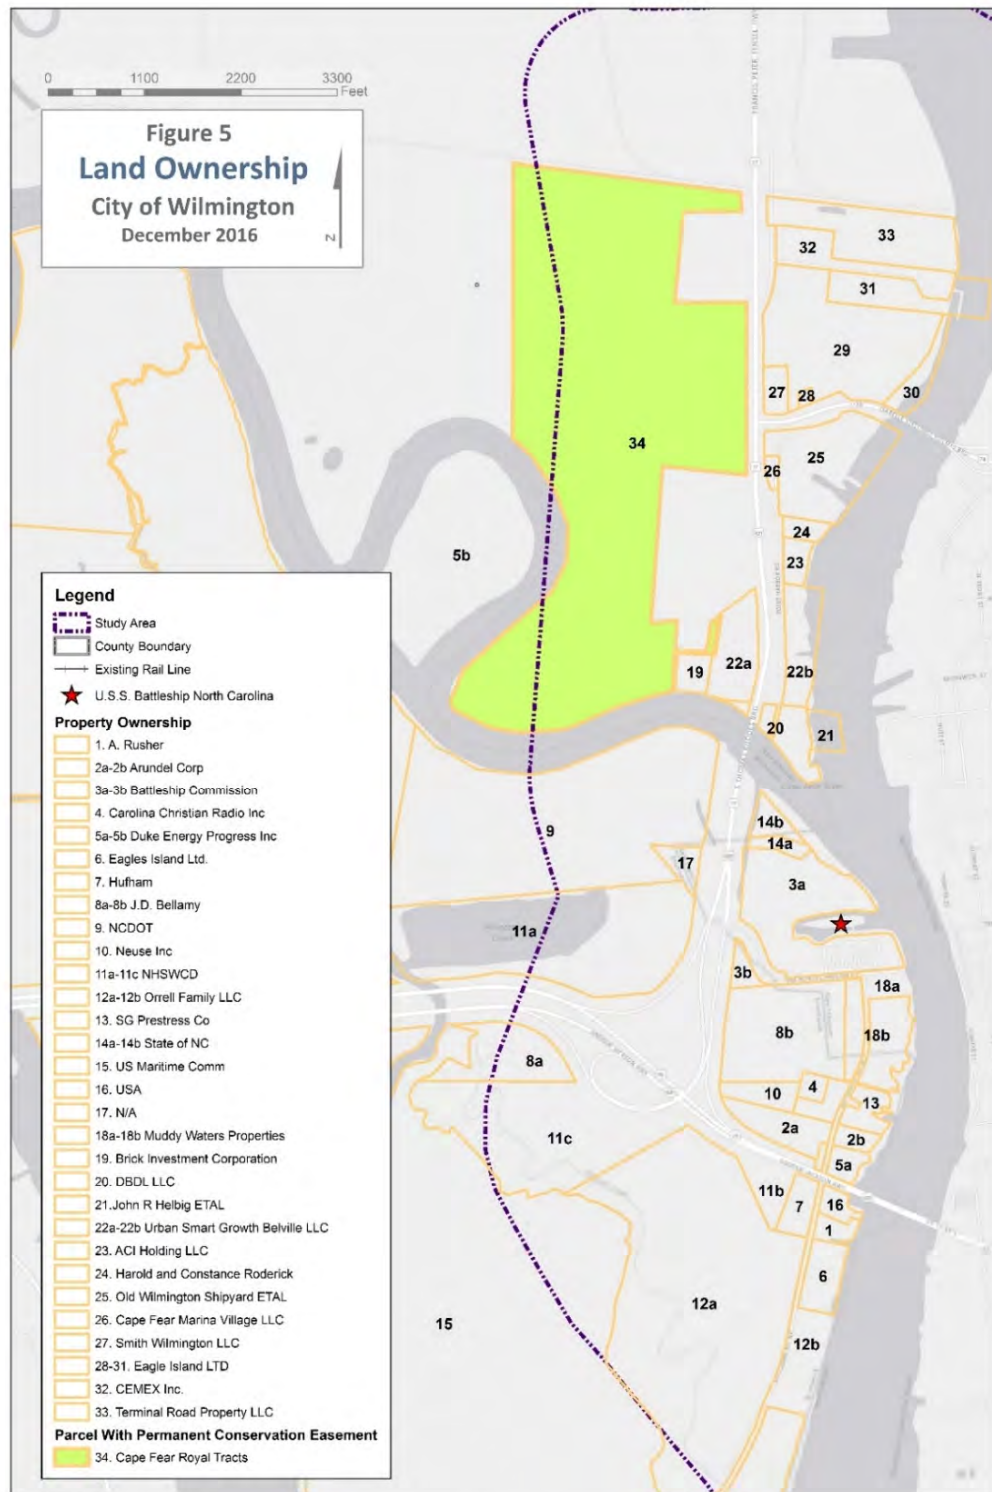 0 1100 2200 3300
Feet
Figure 5
Land Ownership
City of Wilmington
December 2016
N
33
32
31
29
30
27
28
34
25
26
24
23
5b
22a
19
22b
20
21
14b
14a
9
17
3a
11a
3b
18a
8b
18b
8a
10
4
13
2a
2b
11c
5a
11b
7
16
1
6
12a
15
12b
Legend
Study Area
County Boundary
Existing Rail Line
U.S.S. Battleship North Carolina
Property Ownership
1. A. Rusher
2a-2b Arundel Corp
3a-3b Battleship Commission
4. Carolina Christian Radio Inc
5a-5b Duke Energy Progress Inc
6. Eagles Island Ltd.
7. Hufham
8a-8b J.D. Bellamy
9. NCDOT
10. Neuse Inc
11a-11c NHSWCD
12a-12b Orrell Family LLC
13. SG Prestress Co
14a-14b State of NC
15. US Maritime Comm
16. USA
17. N/A
18a-18b Muddy Waters Properties
19. Brick Investment Corporation
20. DBDL LLC
21.John R Helbig ETAL
22a-22b Urban Smart Growth Belville LLC
23. ACI Holding LLC
24. Harold and Constance Roderick
25. Old Wilmington Shipyard ETAL
26. Cape Fear Marina Village LLC
27. Smith Wilmington LLC
28-31. Eagle Island LTD
32. CEMEX Inc.
33. Terminal Road Property LLC
Parcel With Permanent Conservation Easement
34. Cape Fear Royal Tracts